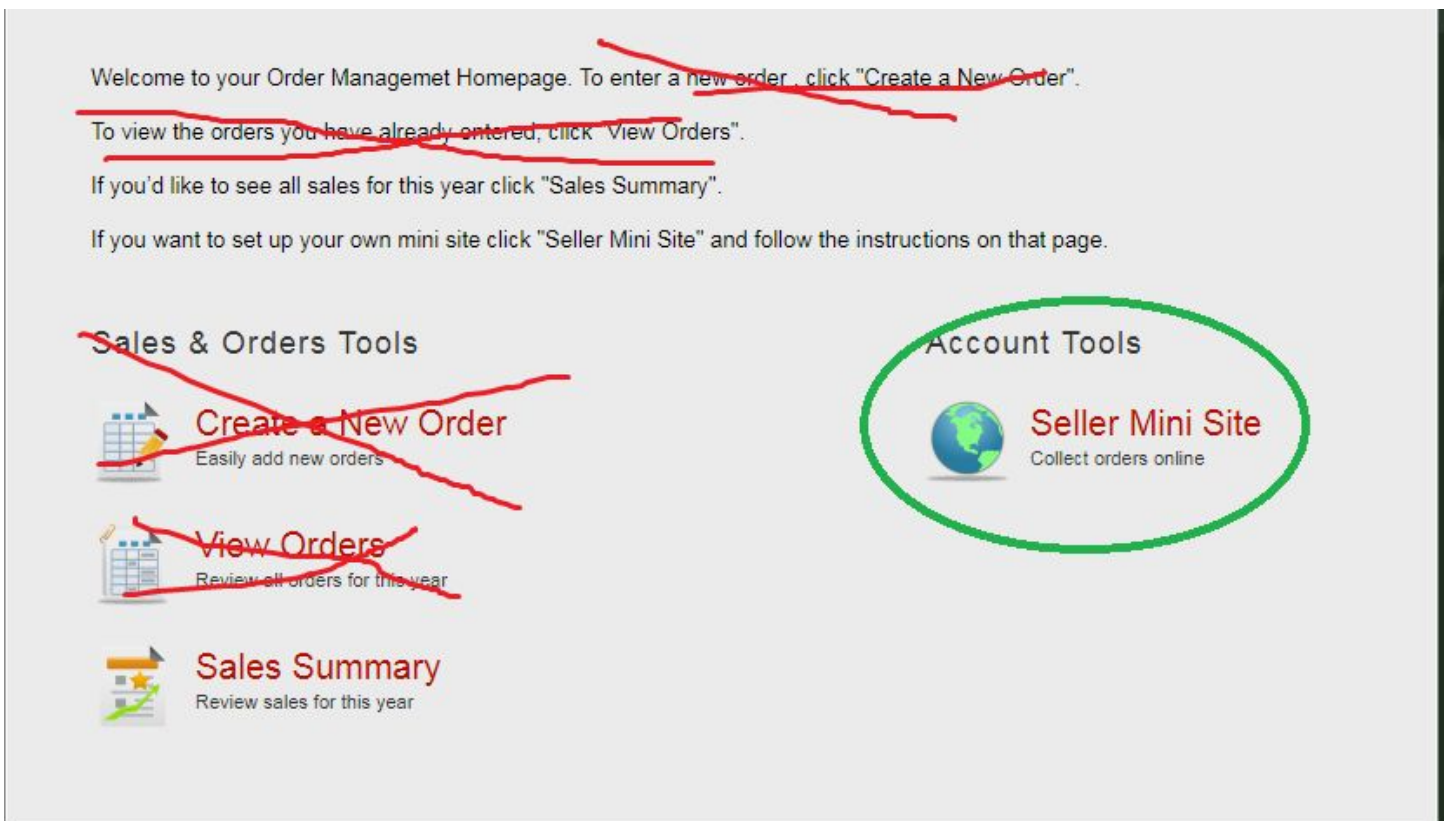 Welcome to your Order Managemet Homepage. To enter a new order , click "Create a New Order".
To view the orders you have already entered, click "View Orders".
If you'd like to see all sales for this year click "Sales Summary".
If you want to set up your own mini site click "Seller Mini Site" and follow the instructions on that page.
Sales & Orders Tools
Create a New Order
Easily add new orders
View Orders
Review all orders for this year
Sales Summary
Review sales for this year
Account Tools
Seller Mini Site
Collect orders online